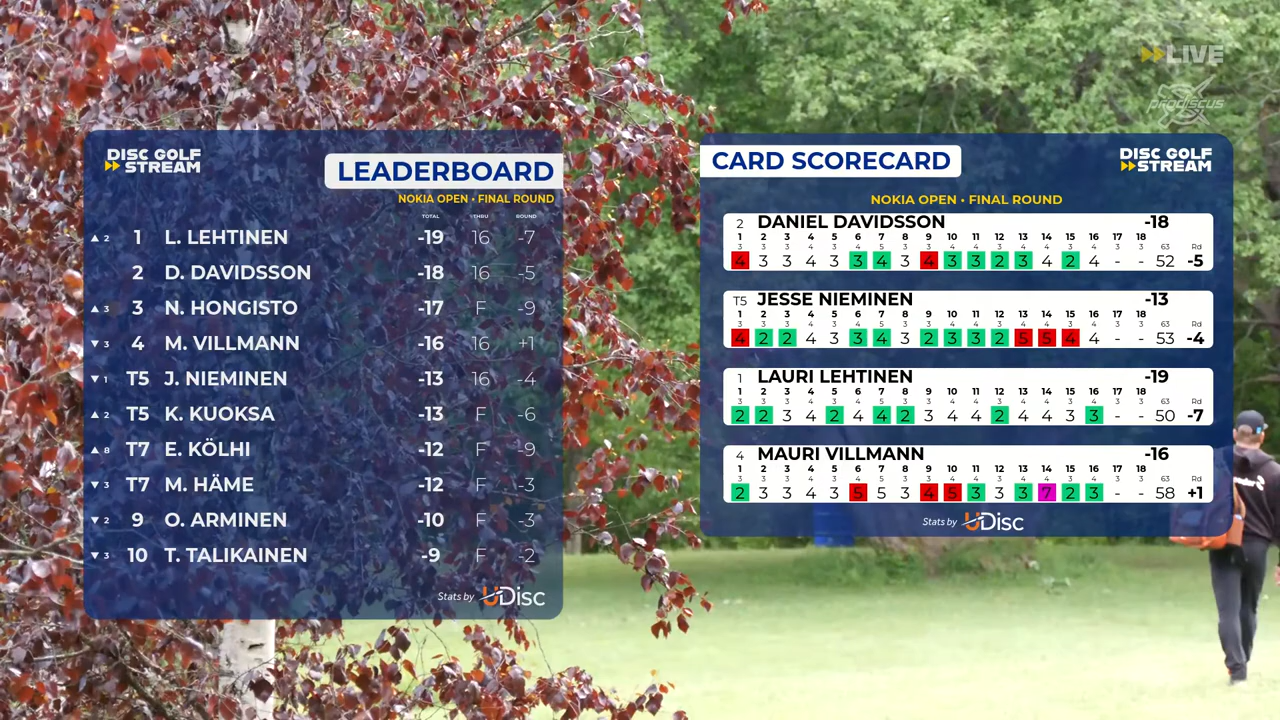 LIVE
prodiscus
DISC GOLF
STREAM
LEADERBOARD
NOKIA OPEN • FINAL ROUND
TOTAL THRU ROUND
▲ 2 1 L. LEHTINEN -19 16 -7
2 D. DAVIDSSON -18 16 -5
▲ 3 3 N. HONGISTO -17 F -9
▼ 3 4 M. VILLMANN -16 16 +1
▼ 1 T5 J. NIEMINEN -13 16 -4
▲ 2 T5 K. KUOKSA -13 F -6
▲ 8 T7 E. KÖLHI -12 F -9
▼ 3 T7 M. HÄME -12 F -3
▼ 2 9 O. ARMINEN -10 F -3
▼ 3 10 T. TALIKAINEN -9 F -2
Stats by UDisc
CARD SCORECARD
DISC GOLF
STREAM
NOKIA OPEN • FINAL ROUND
2 DANIEL DAVIDSSON -18
1 2 3 4 5 6 7 8 9 10 11 12 13 14 15 16 17 18
3 3 3 4 3 4 5 3 3 4 4 3 4 4 3 4 3 3 63 Rd
4 3 3 4 3 3 4 3 4 3 3 2 3 4 2 4 - - 52 -5
T5 JESSE NIEMINEN -13
1 2 3 4 5 6 7 8 9 10 11 12 13 14 15 16 17 18
3 3 3 4 3 4 5 3 3 4 4 3 4 4 3 4 3 3 63 Rd
4 2 2 4 3 3 4 3 2 3 3 2 5 5 4 4 - - 53 -4
1 LAURI LEHTINEN -19
1 2 3 4 5 6 7 8 9 10 11 12 13 14 15 16 17 18
3 3 3 4 3 4 5 3 3 4 4 3 4 4 3 4 3 3 63 Rd
2 2 3 4 2 4 4 2 3 4 4 2 4 4 3 3 - - 50 -7
4 MAURI VILLMANN -16
1 2 3 4 5 6 7 8 9 10 11 12 13 14 15 16 17 18
3 3 3 4 3 4 5 3 3 4 4 3 4 4 3 4 3 3 63 Rd
2 3 3 4 3 5 5 3 4 5 3 3 3 7 2 3 - - 58 +1
Stats by UDisc